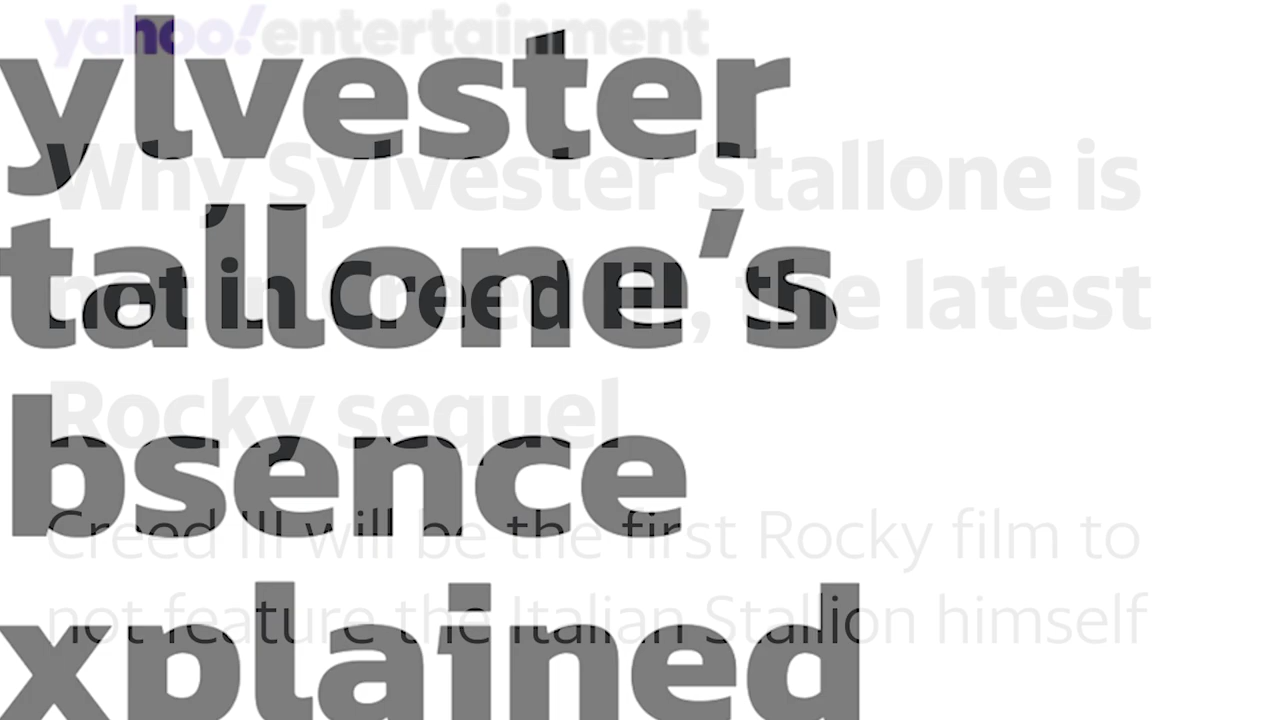 yahoo!entertainment
ylvester
Why Sylvester Stallone is
tallone’s
not in Creed III, the latest
Rocky sequel
bsence
Creed III will be the first Rocky film to
not feature the Italian Stallion himself
xplained